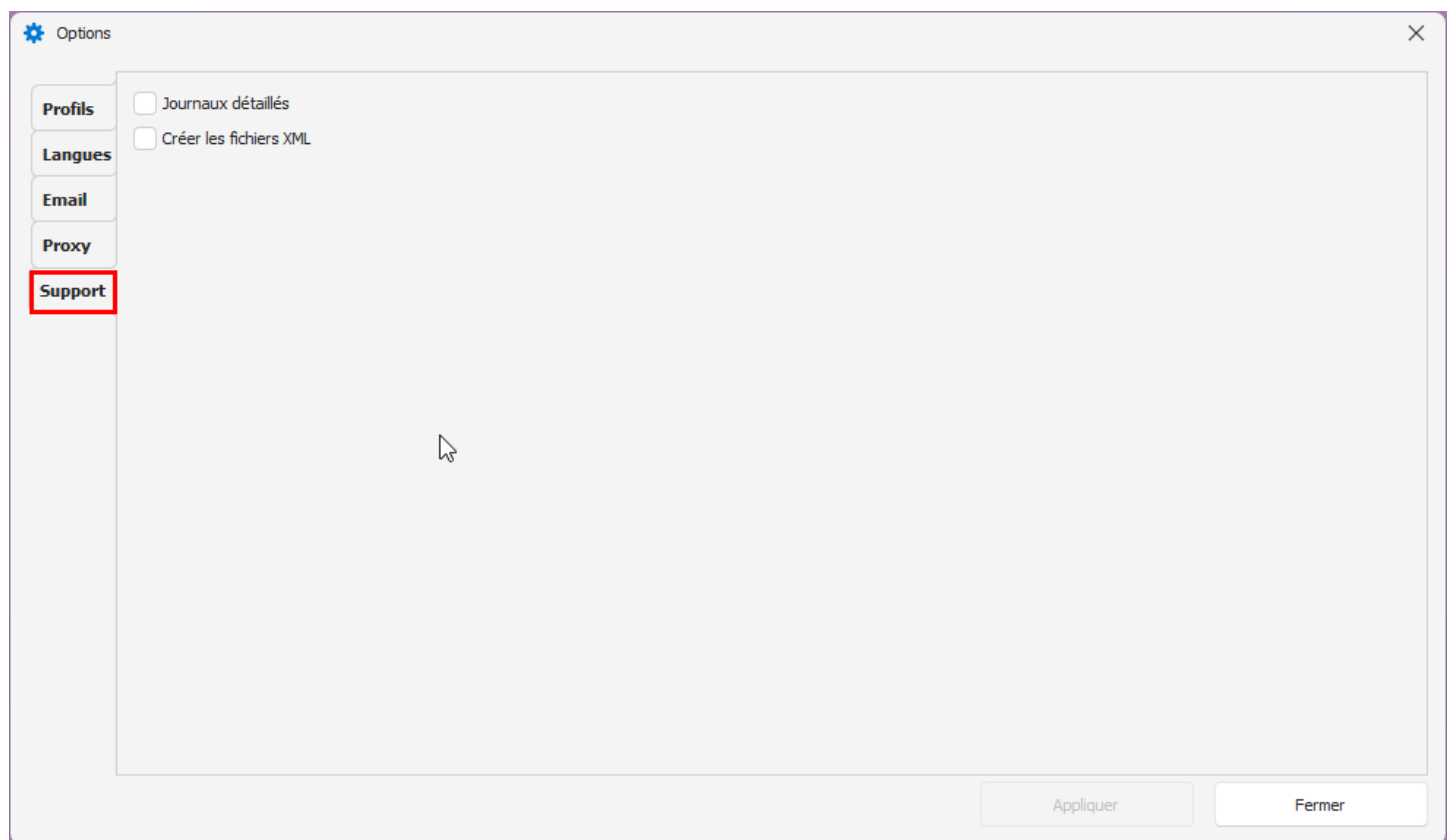 Options
Profils
Langues
Email
Proxy
Support
Journaux détaillés
Créer les fichiers XML
Appliquer
Fermer